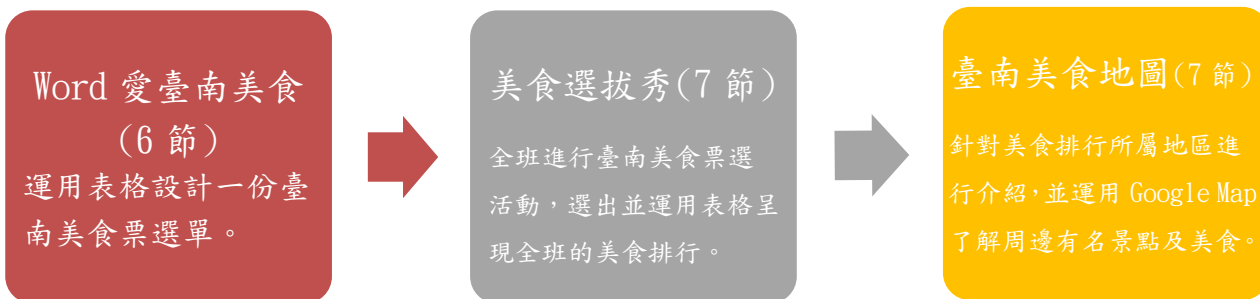 Word 愛臺南美食
(6 節)
運用表格設計一份臺
南美食票選單。
美食選拔秀(7 節)
全班進行臺南美食票選
活動，選出並運用表格呈
現全班的美食排行。
臺南美食地圖(7 節)
針對美食排行所屬地區進
行介紹，並運用 Google Map
了解周邊有名景點及美食。